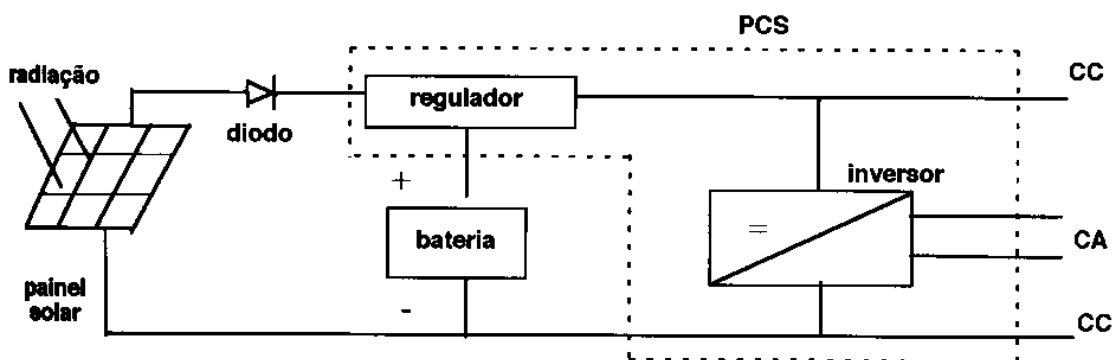 PCS
radiação
CC
regulador
diodo
+
inversor
bateria
=
CA
painel
solar
-
CC